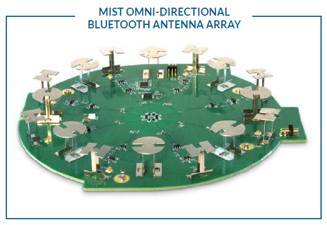 MIST OMNI-DIRECTIONAL
BLUETOOTH ANTENNA ARRAY